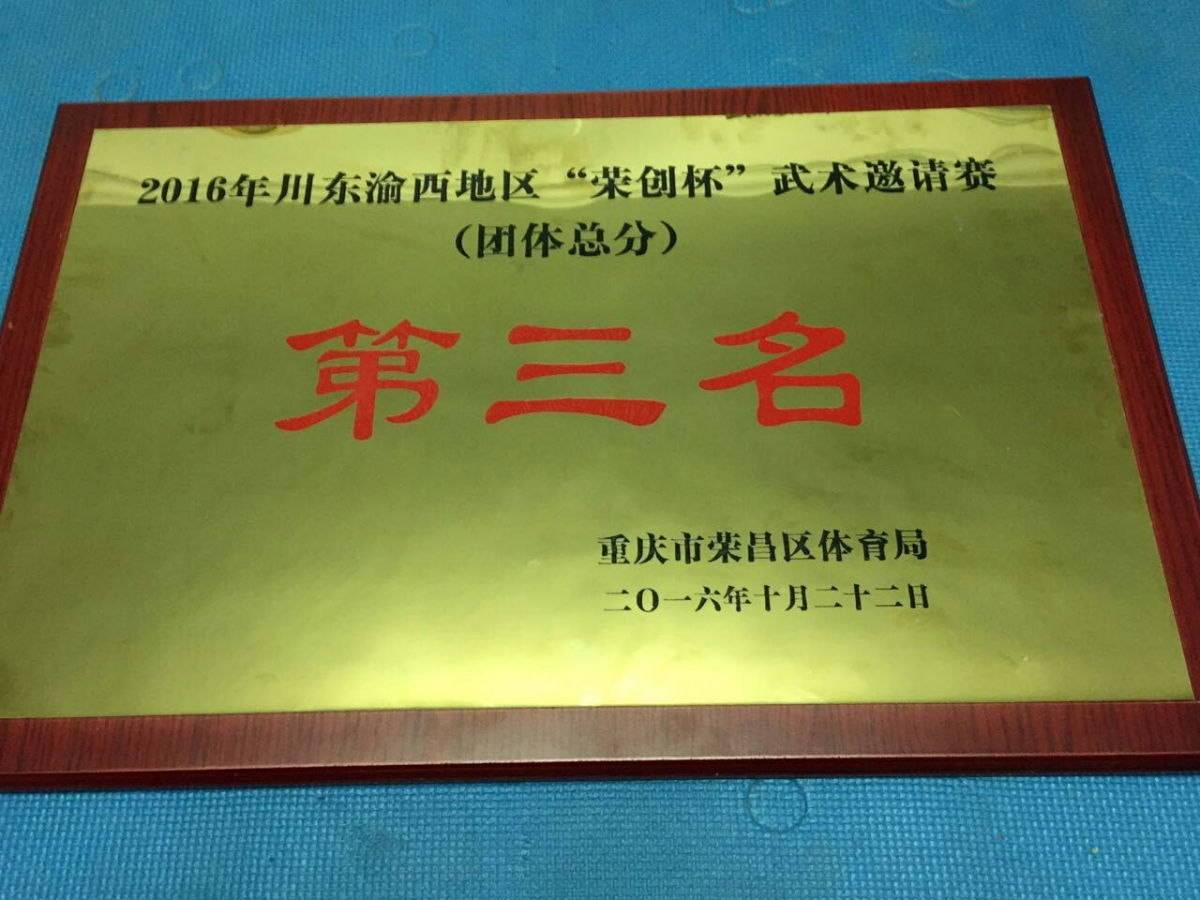 2016年川东渝西地区“荣创杯”武术邀请赛
（团体总分）
第三名
重庆市荣昌区体育局
二〇一六年十月二十二日